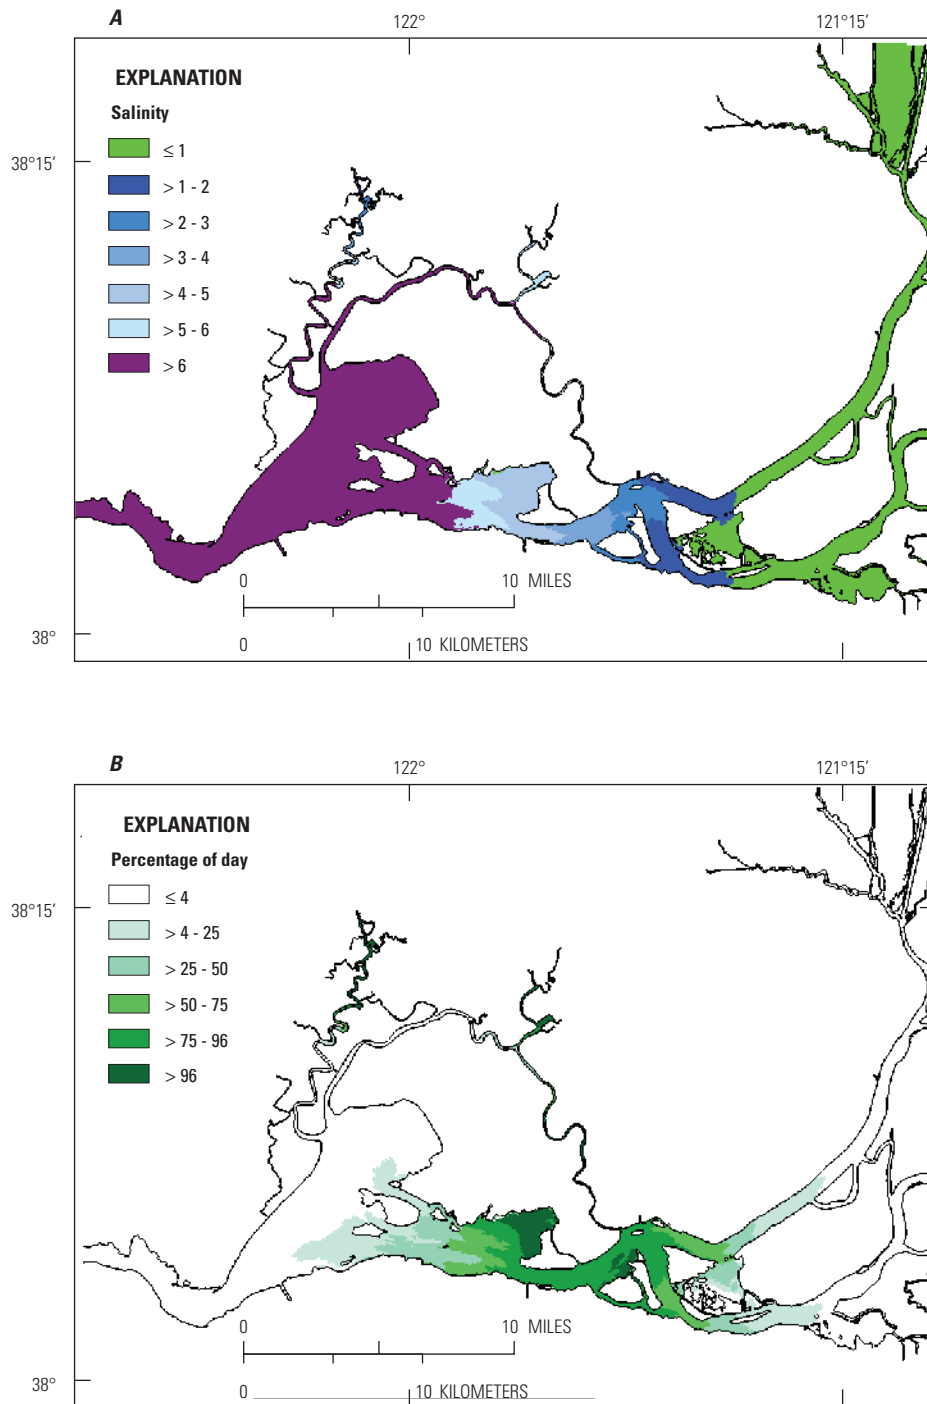 A
122°
121°15′
EXPLANATION
Salinity
38°15′
≤ 1
> 1 - 2
> 2 - 3
> 3 - 4
> 4 - 5
> 5 - 6
> 6
0
10 MILES
38°
0
10 KILOMETERS
B
122°
121°15′
EXPLANATION
Percentage of day
≤ 4
38°15′
> 4 - 25
> 25 - 50
> 50 - 75
> 75 - 96
> 96
0
10 MILES
38°
0
10 KILOMETERS